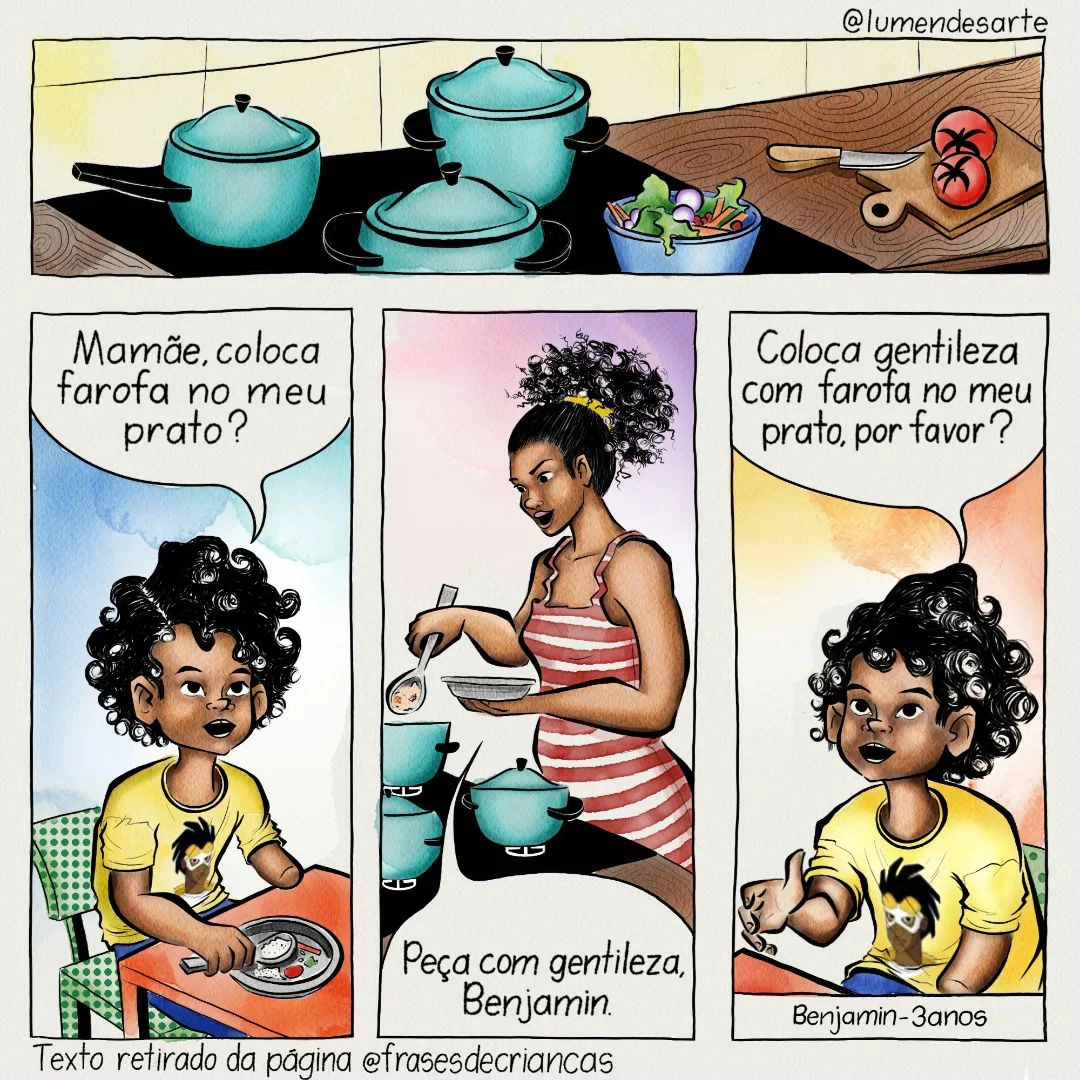 @lumendesarte
Mamãe, coloca
farofa no meu
prato?
Peça com gentileza,
Benjamin.
Coloca gentileza
com farofa no meu
prato, por favor?
Benjamin-3anos
Texto retirado da página @frasesdecriancas